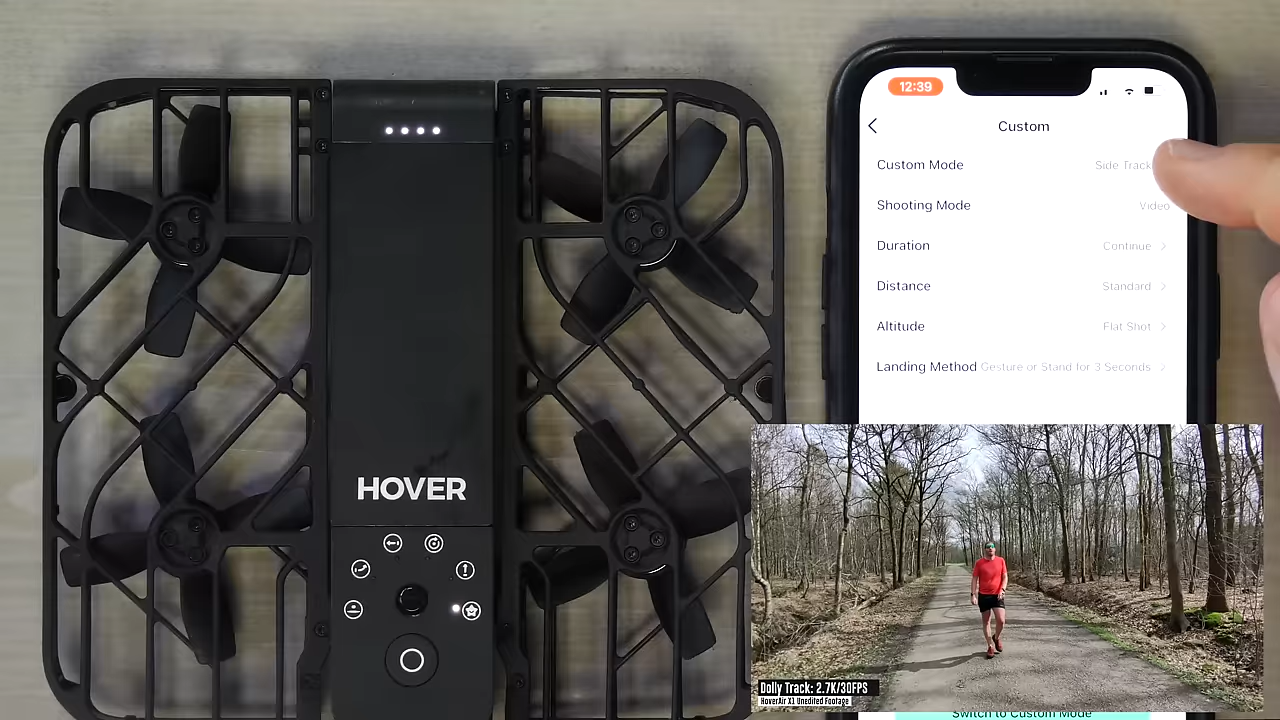 HOVER
12:39
Custom
Custom Mode Side Track
Shooting Mode Video
Duration Continue
Distance Standard
Altitude Flat Shot
Landing Method Gesture or Stand for 3 Seconds
Dolly Track: 2.7K/30FPS
HoverAir X1 Unedited Footage
Switch to Custom Mode